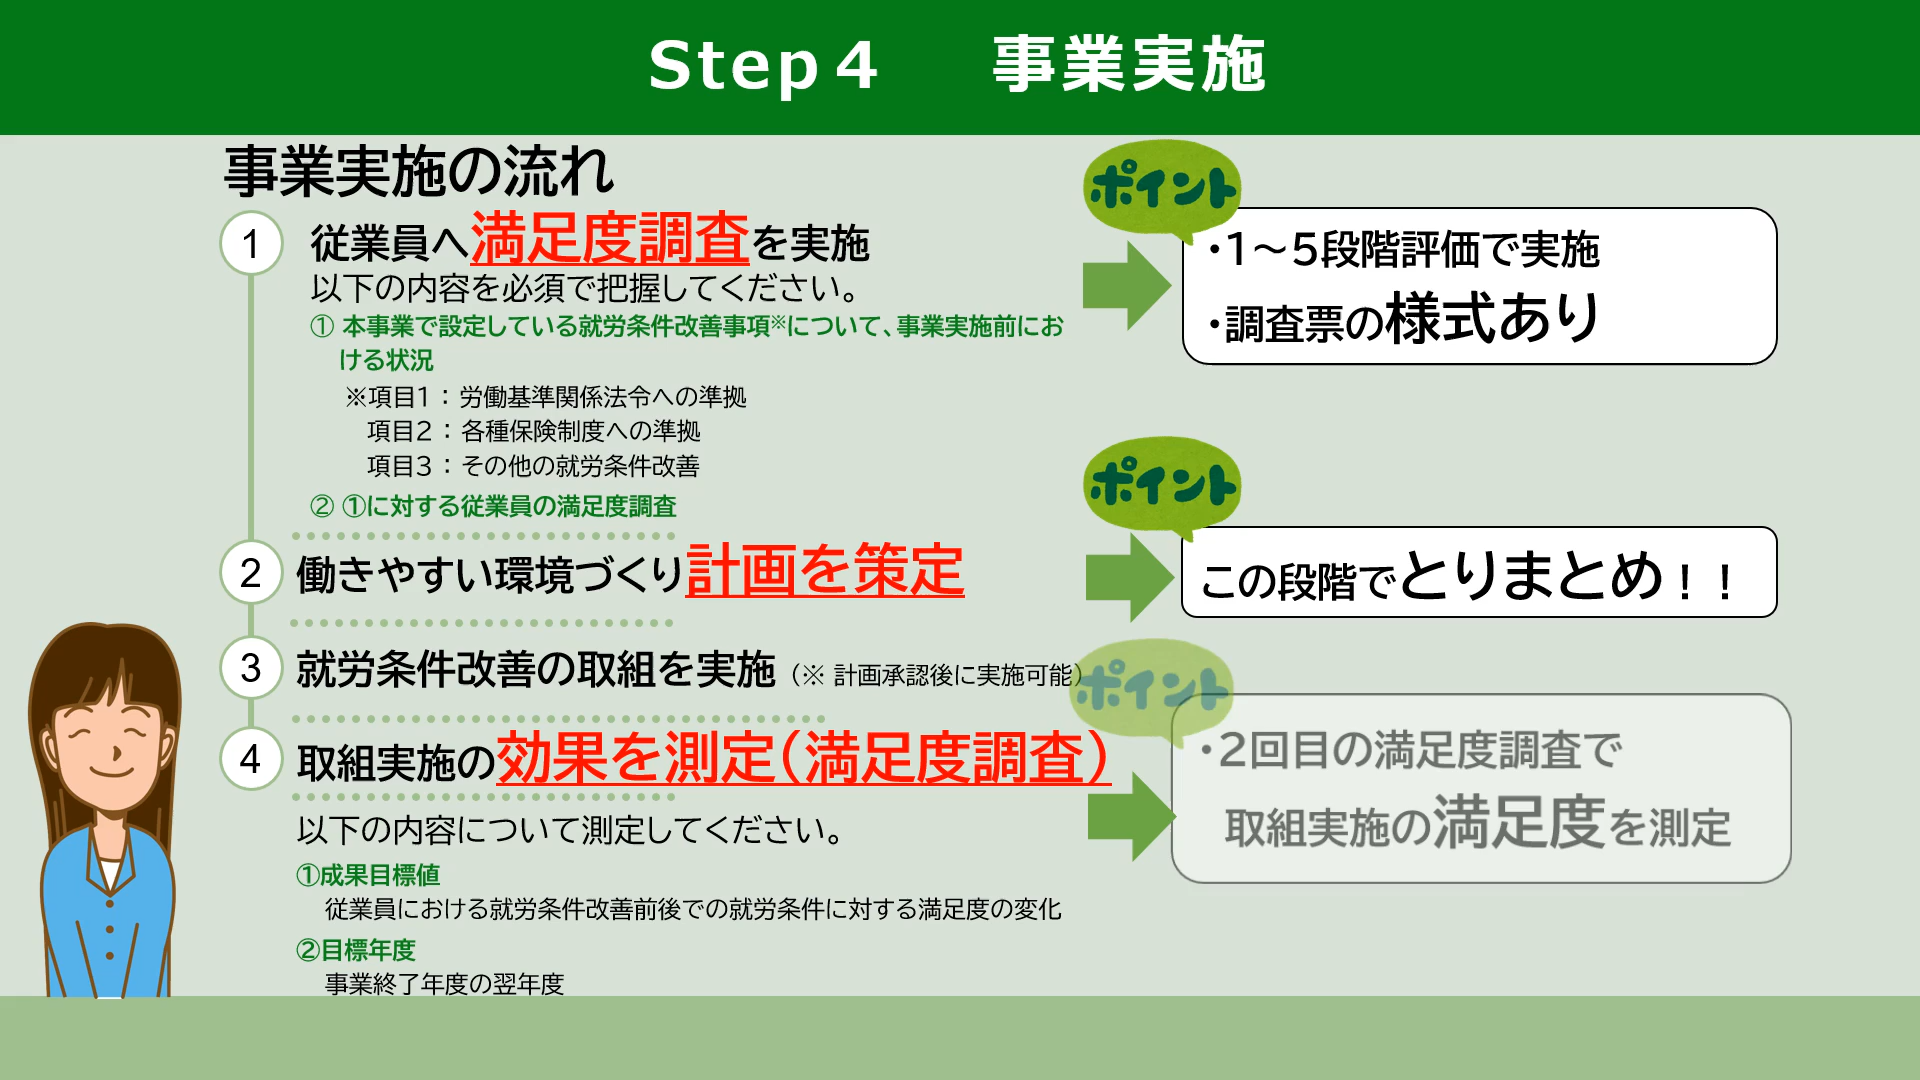 Step４　事業実施
事業実施の流れ
1
従業員へ満足度調査を実施
以下の内容を必須で把握してください。
① 本事業で設定している就労条件改善事項※について、事業実施前にお
ける状況
※項目1：労働基準関係法令への準拠
項目2：各種保険制度への準拠
項目3：その他の就労条件改善
② ①に対する従業員の満足度調査
ポイント
・1～5段階評価で実施
・調査票の様式あり
2
働きやすい環境づくり計画を策定
ポイント
この段階でとりまとめ！！
3
就労条件改善の取組を実施（※ 計画承認後に実施可能）
4
取組実施の効果を測定（満足度調査）
以下の内容について測定してください。
①成果目標値
従業員における就労条件改善前後での就労条件に対する満足度の変化
②目標年度
事業終了年度の翌年度
ポイント
・2回目の満足度調査で
取組実施の満足度を測定